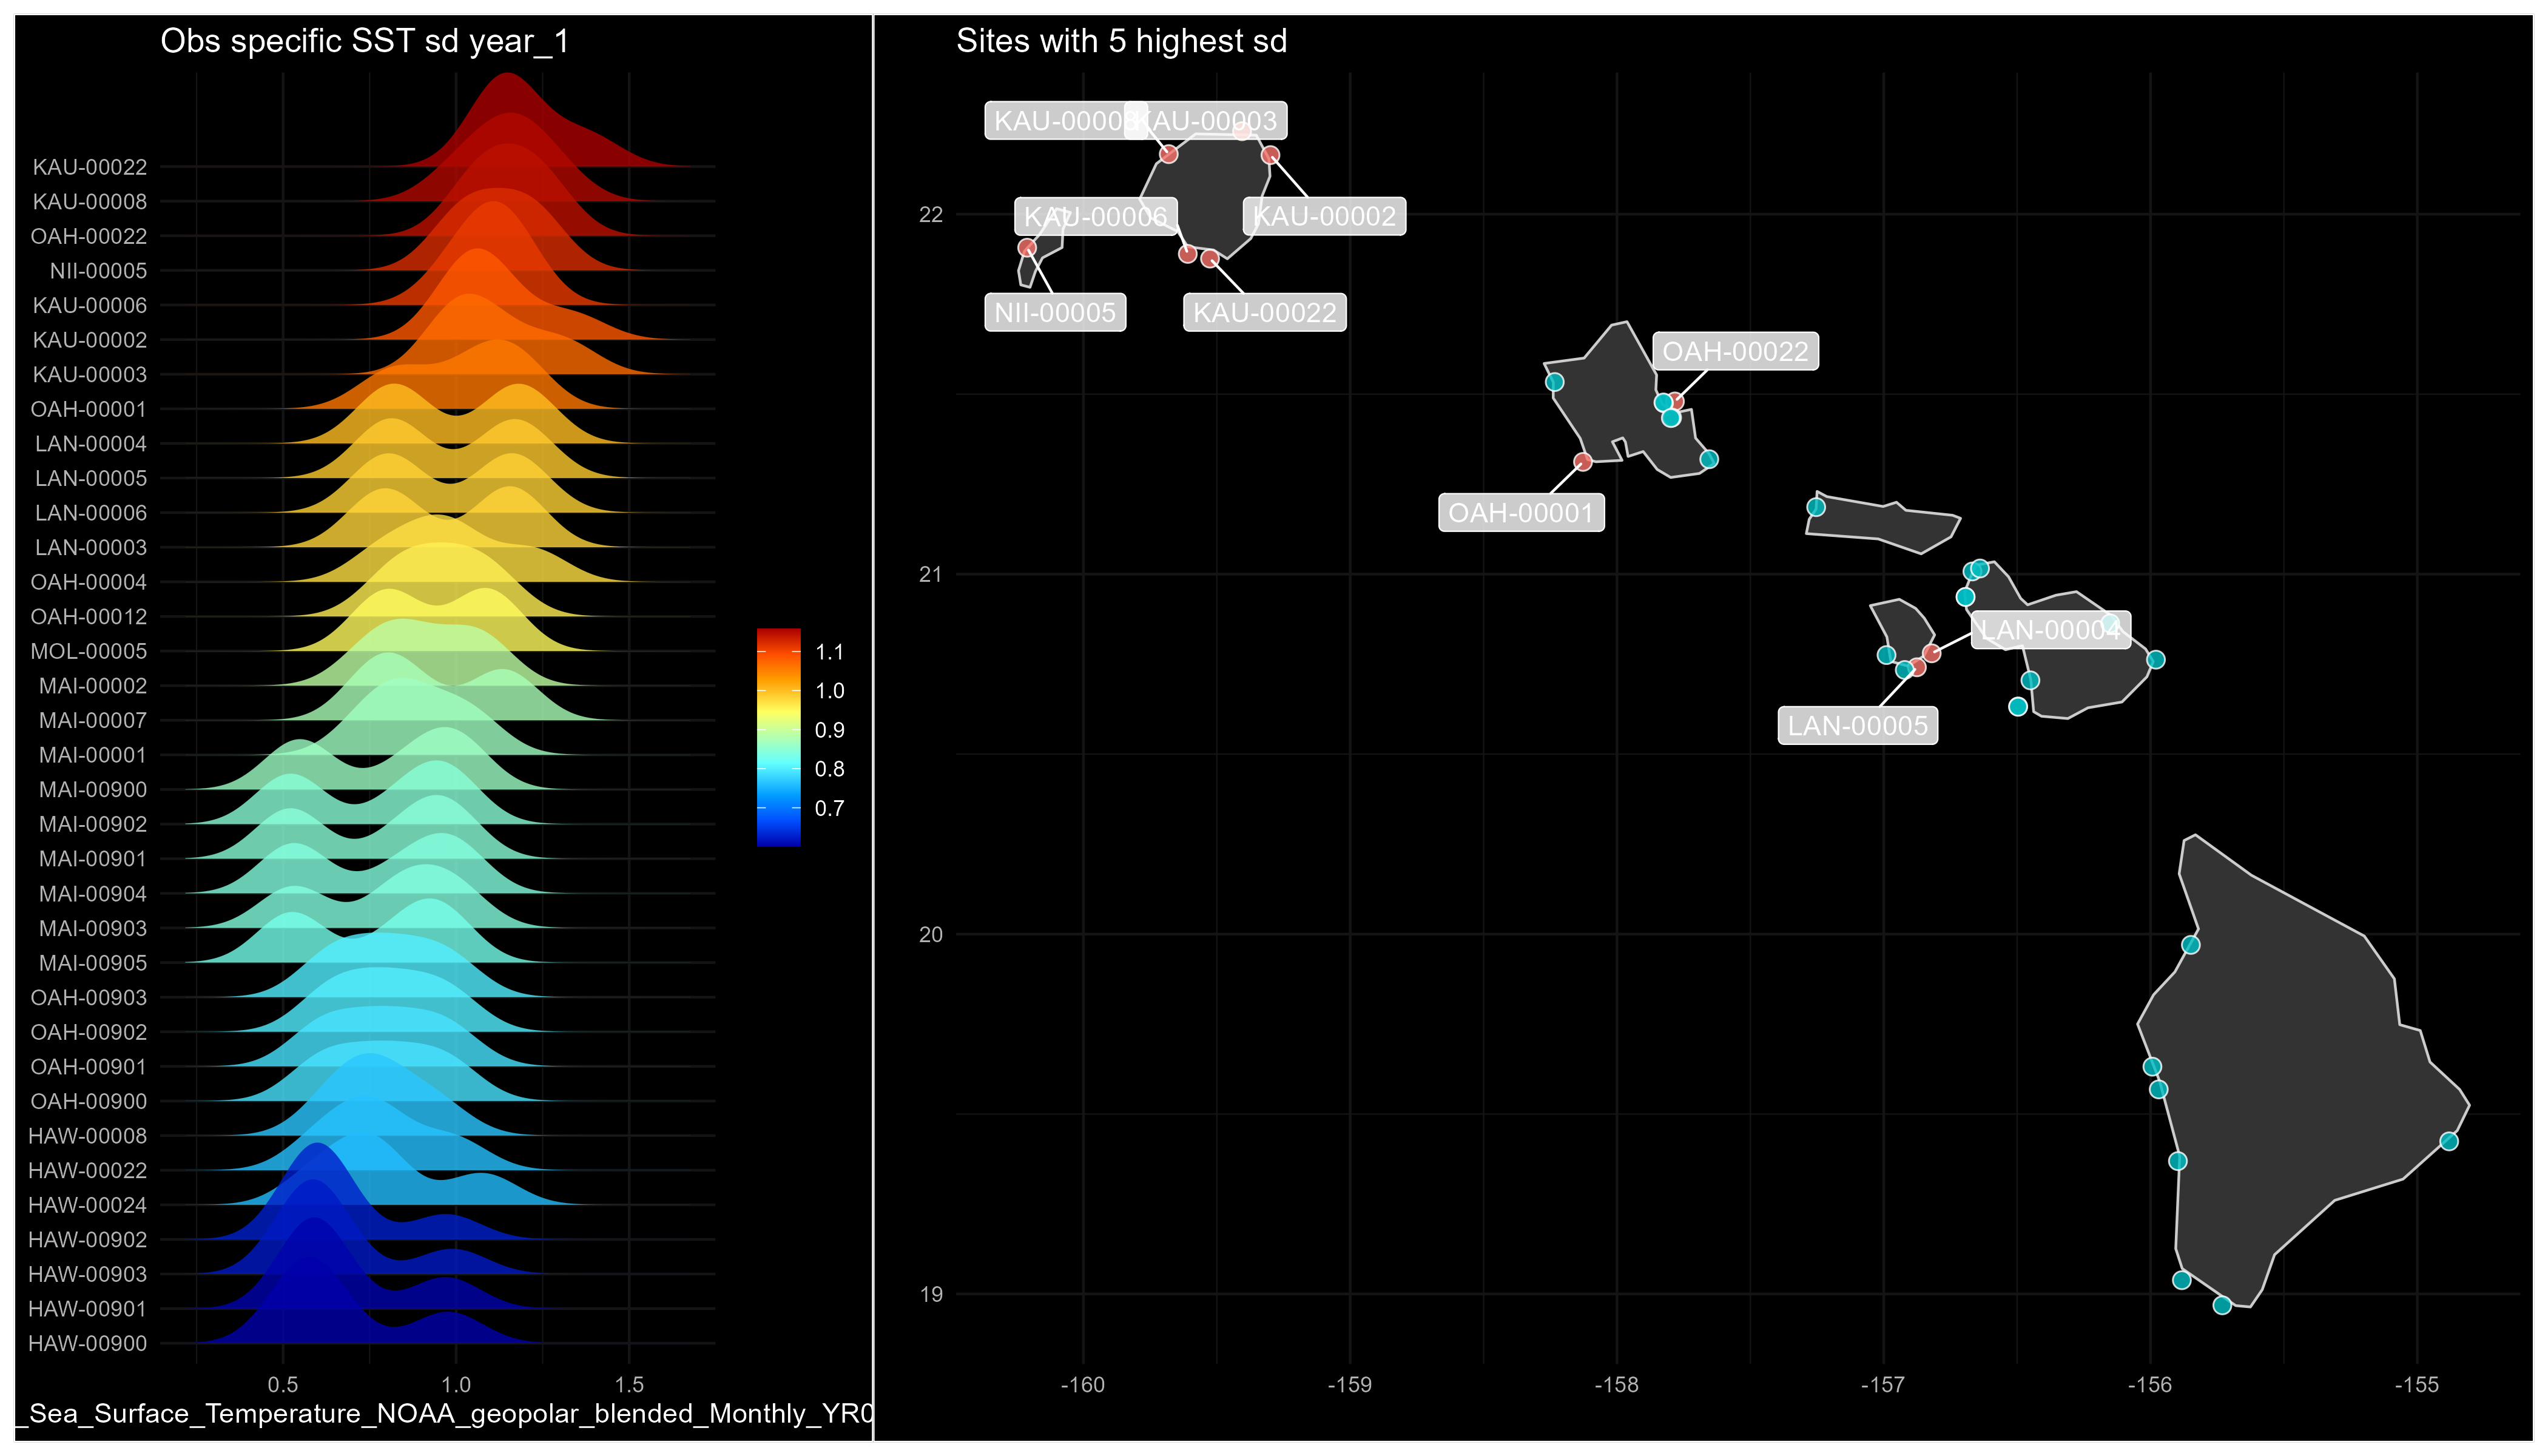 Obs specific SST sd year_1
KAU-00022
KAU-00008
OAH-00022
NII-00005
KAU-00006
KAU-00002
KAU-00003
OAH-00001
LAN-00004
LAN-00005
LAN-00006
LAN-00003
OAH-00004
OAH-00012
MOL-00005
MAI-00002
MAI-00007
MAI-00001
MAI-00900
MAI-00902
MAI-00901
MAI-00904
MAI-00903
MAI-00905
OAH-00903
OAH-00902
OAH-00901
OAH-00900
HAW-00008
HAW-00022
HAW-00024
HAW-00902
HAW-00903
HAW-00901
HAW-00900
0.5 1.0 1.5
_Sea_Surface_Temperature_NOAA_geopolar_blended_Monthly_YR0
1.1
1.0
0.9
0.8
0.7
Sites with 5 highest sd
22
21
20
19
KAU-00008 KAU-00003
KAU-00006 KAU-00002
NII-00005 KAU-00022
OAH-00022
OAH-00001
LAN-00004
LAN-00005
-160 -159 -158 -157 -156 -155